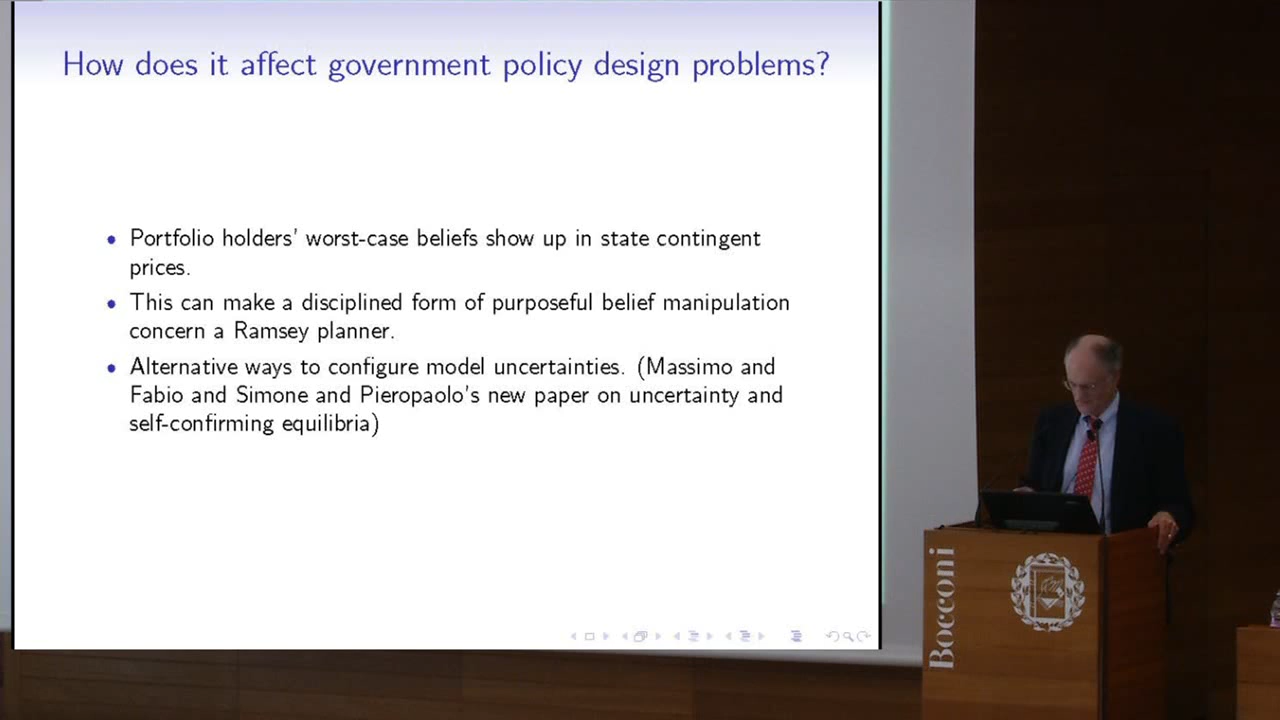 How does it affect government policy design problems?
Portfolio holders' worst-case beliefs show up in state contingent
prices.
This can make a disciplined form of purposeful belief manipulation
concern a Ramsey planner.
Alternative ways to configure model uncertainties. (Massimo and
Fabio and Simone and Pieropaolo's new paper on uncertainty and
self-confirming equilibria)
Bocconi